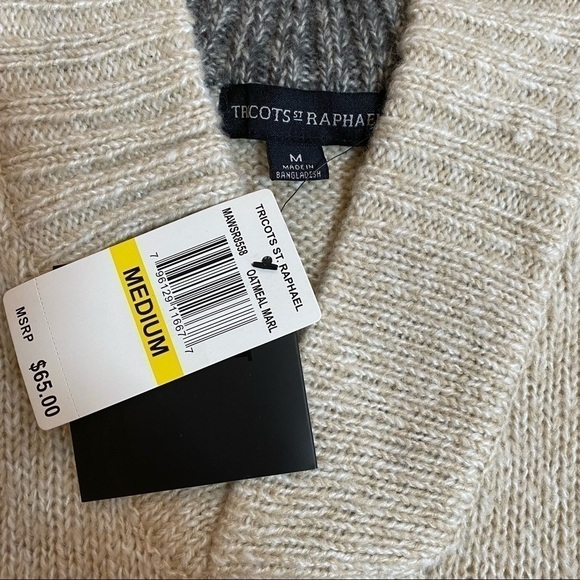 TRICOTS ST RAPHAEL
M
MADE IN
BANGLADESH
TRICOTS ST. RAPHAEL
MAWSR8558
OATMEAL MARL
7 96129 11667 7
MEDIUM
MSRP
$65.00